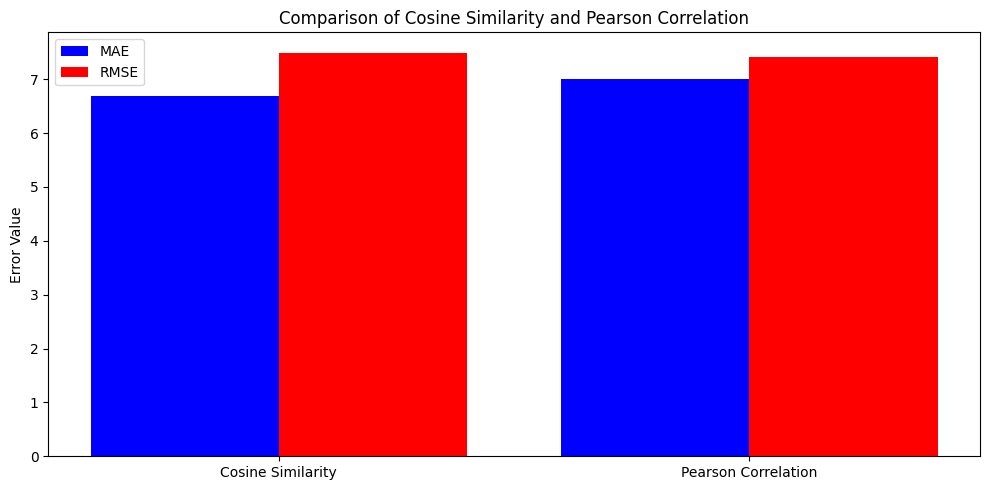 Comparison of Cosine Similarity and Pearson Correlation
MAE
RMSE
Error Value
7
6
5
4
3
2
1
0
Cosine Similarity
Pearson Correlation